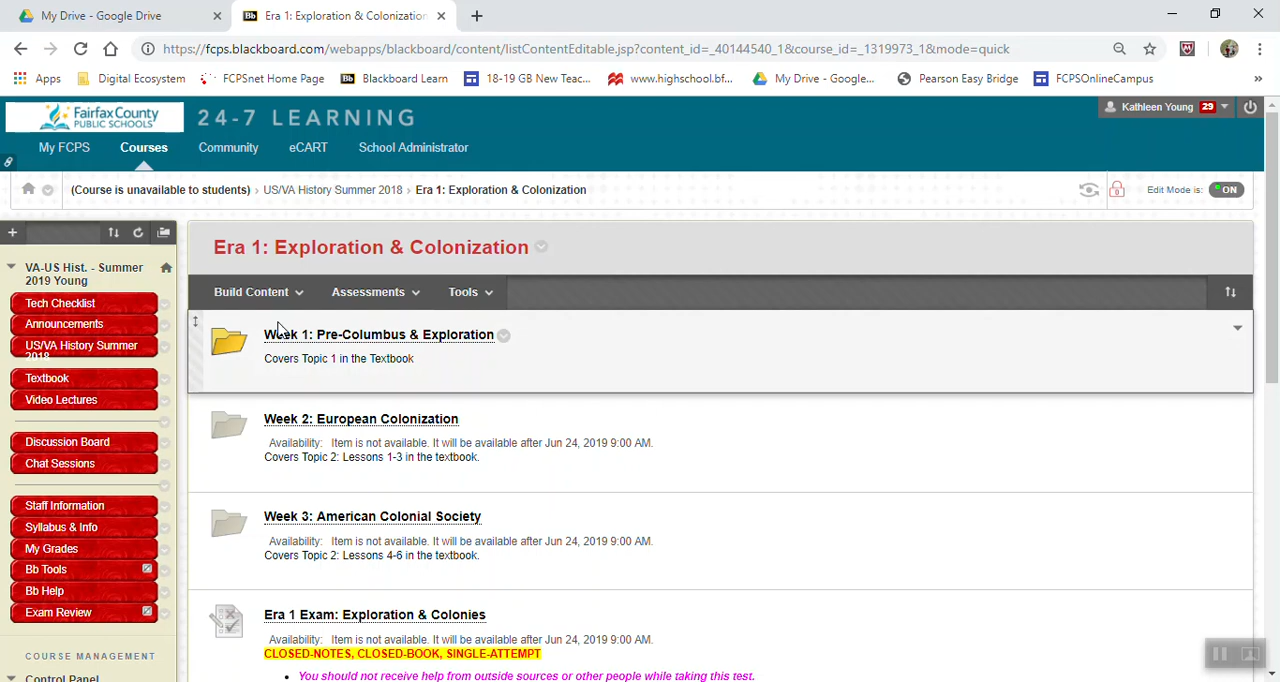 My Drive - Google Drive
Bb Era 1: Exploration & Colonization
https://fcps.blackboard.com/webapps/blackboard/content/listContentEditable.jsp?content_id=_40144540_1&course_id=_1319973_1&mode=quick
Apps Digital Ecosystem FCPSnet Home Page Bb Blackboard Learn 18-19 GB New Teac... www.highschool.bf... My Drive - Google... Pearson Easy Bridge FCPSOnlineCampus »
Fairfax County
PUBLIC SCHOOLS
24-7 LEARNING
Kathleen Young 29
My FCPS Courses Community eCART School Administrator
(Course is unavailable to students) › US/VA History Summer 2018 › Era 1: Exploration & Colonization
Edit Mode is: ON
VA-US Hist. - Summer
2019 Young
Tech Checklist
Announcements
US/VA History Summer
2018
Textbook
Video Lectures
Discussion Board
Chat Sessions
Staff Information
Syllabus & Info
My Grades
Bb Tools
Bb Help
Exam Review
COURSE MANAGEMENT
Control Panel
Era 1: Exploration & Colonization
Build Content Assessments Tools
Week 1: Pre-Columbus & Exploration
Covers Topic 1 in the Textbook
Week 2: European Colonization
Availability: Item is not available. It will be available after Jun 24, 2019 9:00 AM.
Covers Topic 2: Lessons 1-3 in the textbook.
Week 3: American Colonial Society
Availability: Item is not available. It will be available after Jun 24, 2019 9:00 AM.
Covers Topic 2: Lessons 4-6 in the textbook.
Era 1 Exam: Exploration & Colonies
Availability: Item is not available. It will be available after Jun 24, 2019 9:00 AM.
CLOSED-NOTES, CLOSED-BOOK, SINGLE-ATTEMPT
• You should not receive help from outside sources or other people while taking this test.